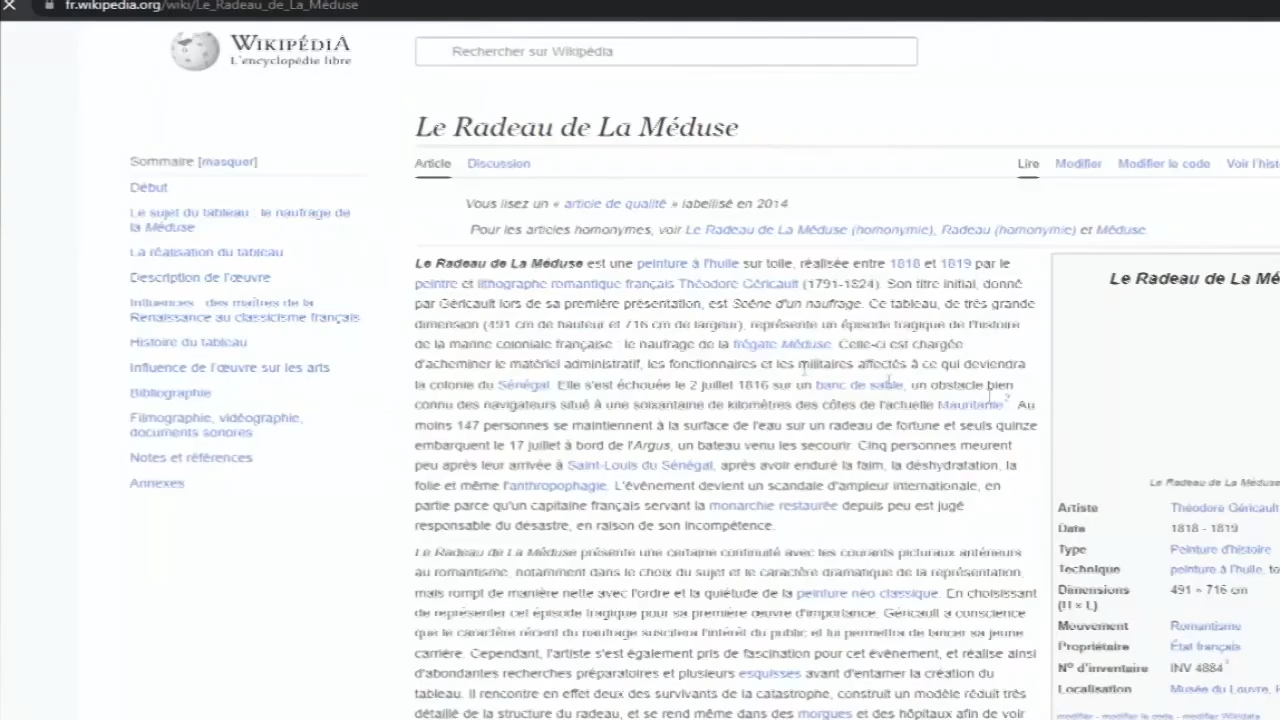 fr.wikipedia.org/wiki/Le_Radeau_de_La_Méduse
WIKIPÉDIA
L'encyclopédie libre
Rechercher sur Wikipédia
Le Radeau de La Méduse
Article Discussion Lire Modifier Modifier le code Voir l'hist
Sommaire [masquer]
Début
Le sujet du tableau : le naufrage de
la Méduse
La réalisation du tableau
Description de l'œuvre
Influences : des maîtres de la
Renaissance au classicisme français
Histoire du tableau
Influence de l'œuvre sur les arts
Bibliographie
Filmographie, vidéographie,
documents sonores
Notes et références
Annexes
Vous lisez un « article de qualité » labellisé en 2014
Pour les articles homonymes, voir Le Radeau de La Méduse (homonymie), Radeau (homonymie) et Méduse.
Le Radeau de La Méduse est une peinture à l'huile sur toile, réalisée entre 1818 et 1819 par le
peintre et lithographe romantique français Théodore Géricault (1791-1824). Son titre initial, donné
par Géricault lors de sa première présentation, est Scène d'un naufrage. Ce tableau, de très grande
dimension (491 cm de hauteur et 716 cm de largeur), représente un épisode tragique de l'histoire
de la marine coloniale française : le naufrage de la frégate Méduse. Celle-ci est chargée
d'acheminer le matériel administratif, les fonctionnaires et les militaires affectés à ce qui deviendra
la colonie du Sénégal. Elle s'est échouée le 2 juillet 1816 sur un banc de sable, un obstacle bien
connu des navigateurs situé à une soixantaine de kilomètres des côtes de l'actuelle Mauritanie. Au
moins 147 personnes se maintiennent à la surface de l'eau sur un radeau de fortune et seuls quinze
embarquent le 17 juillet à bord de l'Argus, un bateau venu les secourir. Cinq personnes meurent
peu après leur arrivée à Saint-Louis du Sénégal, après avoir enduré la faim, la déshydratation, la
folie et même l'anthropophagie. L'événement devient un scandale d'ampleur internationale, en
partie parce qu'un capitaine français servant la monarchie restaurée depuis peu est jugé
responsable du désastre, en raison de son incompétence.
Le Radeau de La Méduse présente une certaine continuité avec les courants picturaux antérieurs
au romantisme, notamment dans le choix du sujet et le caractère dramatique de la représentation,
mais rompt de manière nette avec l'ordre et la quiétude de la peinture néo classique. En choisissant
de représenter cet épisode tragique pour sa première œuvre d'importance, Géricault a conscience
que le caractère récent du naufrage suscitera l'intérêt du public et lui permettra de lancer sa jeune
carrière. Cependant, l'artiste s'est également pris de fascination pour cet évènement, et réalise ainsi
d'abondantes recherches préparatoires et plusieurs esquisses avant d'entamer la création du
tableau. Il rencontre en effet deux des survivants de la catastrophe, construit un modèle réduit très
détaillé de la structure du radeau, et se rend même dans des morgues et des hôpitaux afin de voir
Le Radeau de La Mé
Le Radeau de La Méduse
Artiste Théodore Géricault
Date 1818 - 1819
Type Peinture d'histoire
Technique peinture à l'huile, to
Dimensions 491 × 716 cm
(H × L)
Mouvement Romantisme
Propriétaire État français
No d'inventaire INV 4884
Localisation Musée du Louvre, P
modifier - modifier le code - modifier Wikidata